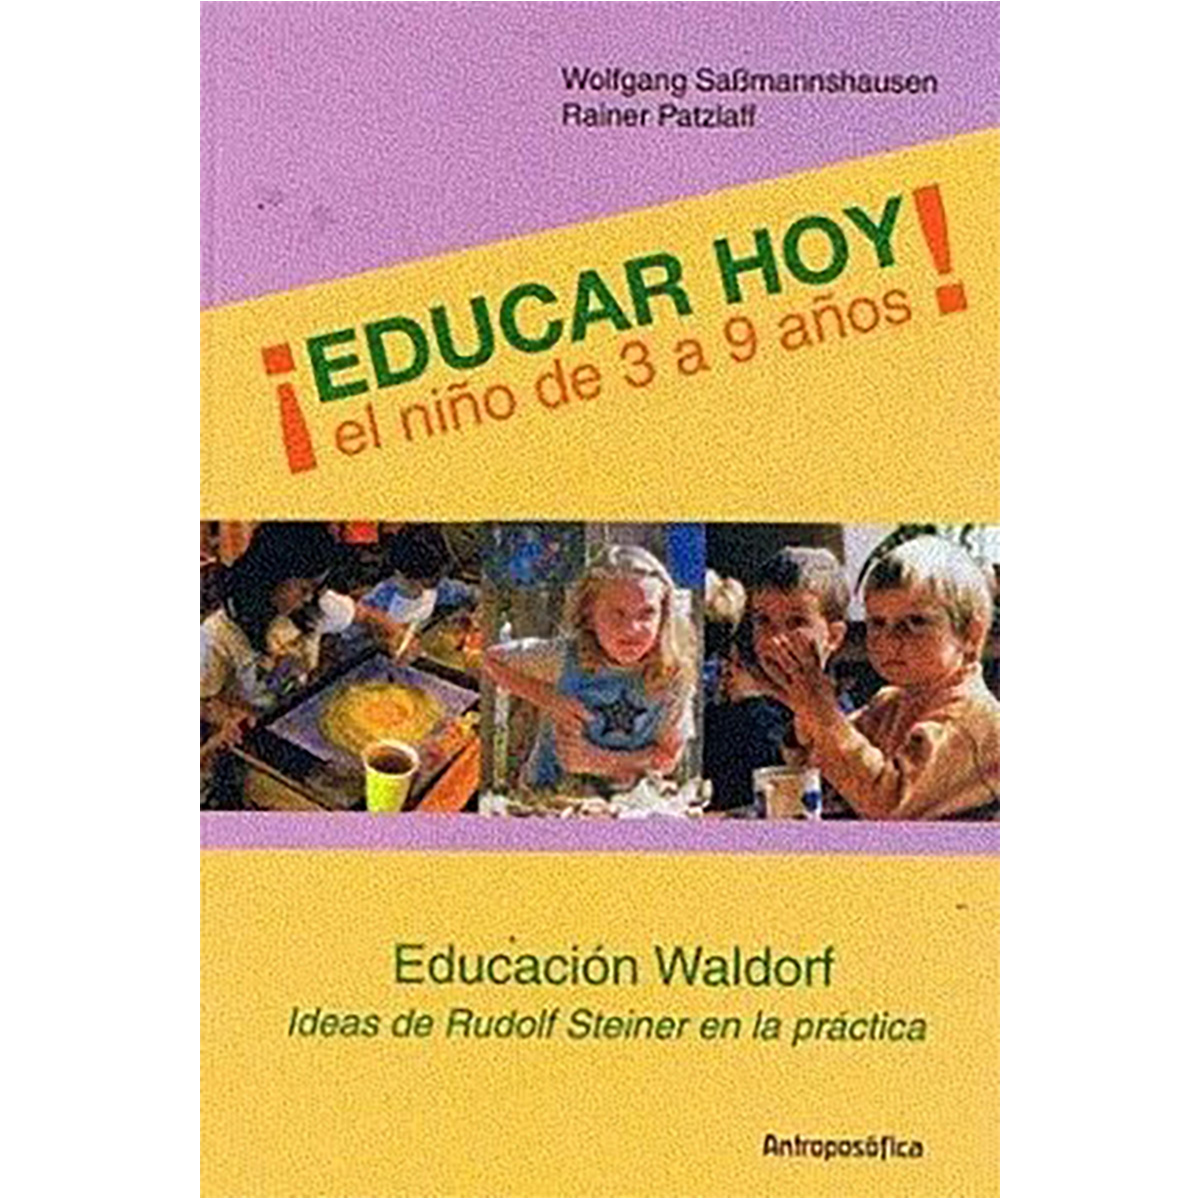 Wolfgang Saßmannshausen
Rainer Patzlaff
¡EDUCAR HOY!
el niño de 3 a 9 años
Educación Waldorf
Ideas de Rudolf Steiner en la práctica
Antroposófica